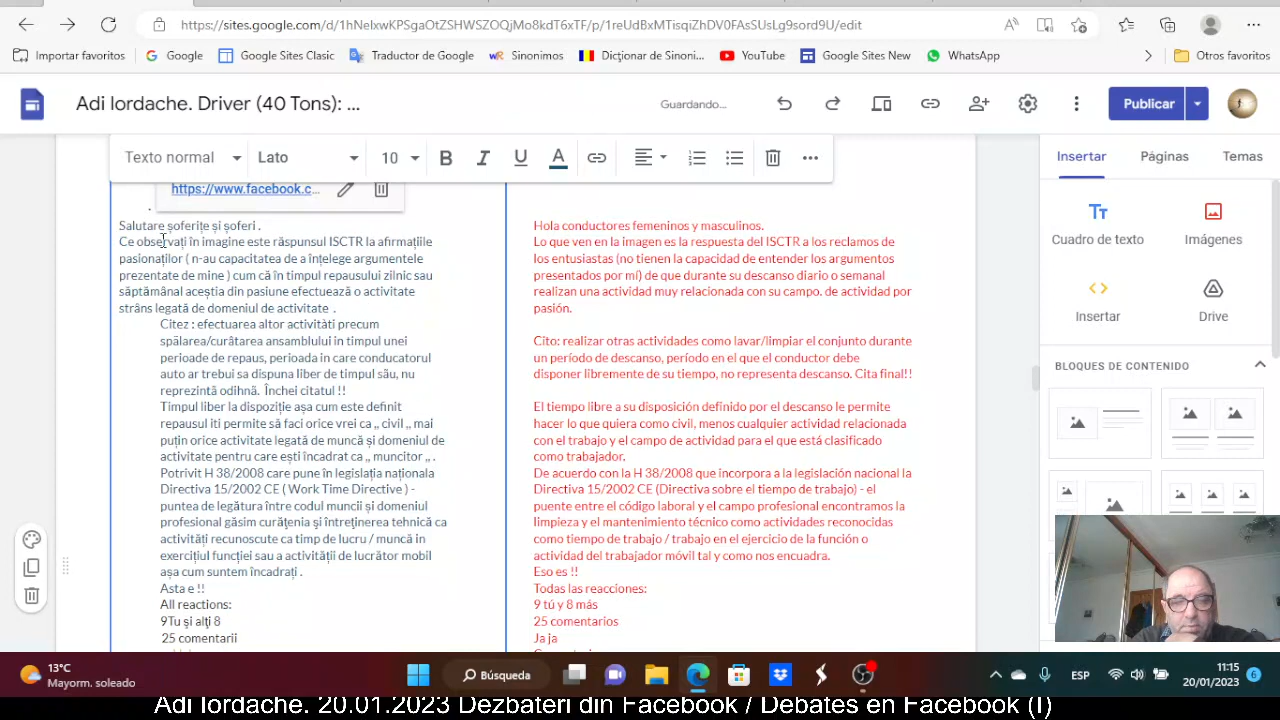 https://sites.google.com/d/1hNelxwKPSgaOtZSHWSZOQjMo8kdT6xTF/p/1reUdBxMTisqiZhDV0FAsSUsLg9sord9U/edit
Importar favoritos
Google
Google Sites Clasic
Traductor de Google
Sinonimos
Dicționar de Sinoni...
YouTube
Google Sites New
WhatsApp
Otros favoritos
Adi Iordache. Driver (40 Tons): ...
Guardando...
Publicar
Texto normal
Lato
10
Insertar
Páginas
Temas
https://www.facebook.c...
.
Salutare șoferițe și șoferi .
Ce observați în imagine este răspunsul ISCTR la afirmațiile
pasionaților ( n-au capacitatea de a înțelege argumentele
prezentate de mine ) cum că în timpul repausului zilnic sau
săptămânal aceștia din pasiune efectuează o activitate
strâns legată de domeniul de activitate .
Citez : efectuarea altor activități precum
spălarea/curătarea ansamblului in timpul unei
perioade de repaus, perioada in care conducatorul
auto ar trebui sa dispuna liber de timpul său, nu
reprezintă odihnă. Închei citatul !!
Timpul liber la dispoziție așa cum este definit
repausul iti permite să faci orice vrei ca ,, civil ,, mai
puțin orice activitate legată de muncă și domeniul de
activitate pentru care ești încadrat ca ,, muncitor ,, .
Potrivit H 38/2008 care pune în legislația naționala
Directiva 15/2002 CE ( Work Time Directive ) -
puntea de legătura între codul muncii și domeniul
profesional găsim curăţenia şi întreţinerea tehnică ca
activități recunoscute ca timp de lucru / muncă in
exercițiul funcției sau a activității de lucrător mobil
așa cum suntem încadrați .
Asta e !!
All reactions:
9Tu și alți 8
25 comentarii
Hola conductores femeninos y masculinos.
Lo que ven en la imagen es la respuesta del ISCTR a los reclamos de
los entusiastas (no tienen la capacidad de entender los argumentos
presentados por mí) de que durante su descanso diario o semanal
realizan una actividad muy relacionada con su campo. de actividad por
pasión.
Cito: realizar otras actividades como lavar/limpiar el conjunto durante
un período de descanso, período en el que el conductor debe
disponer libremente de su tiempo, no representa descanso. Cita final!!
El tiempo libre a su disposición definido por el descanso le permite
hacer lo que quiera como civil, menos cualquier actividad relacionada
con el trabajo y el campo de actividad para el que está clasificado
como trabajador.
De acuerdo con la H 38/2008 que incorpora a la legislación nacional la
Directiva 15/2002 CE (Directiva sobre el tiempo de trabajo) - el
puente entre el código laboral y el campo profesional encontramos la
limpieza y el mantenimiento técnico como actividades reconocidas
como tiempo de trabajo / trabajo en el ejercicio de la función o
actividad del trabajador móvil tal y como nos encuadra.
Eso es !!
Todas las reacciones:
9 tú y 8 más
25 comentarios
Ja ja
Cuadro de texto
Imágenes
Insertar
Drive
BLOQUES DE CONTENIDO
13°C
Mayorm. soleado
Búsqueda
ESP
11:15
20/01/2023
6
Adi Iordache. 20.01.2023 Dezbateri din Facebook / Debates en Facebook (I)